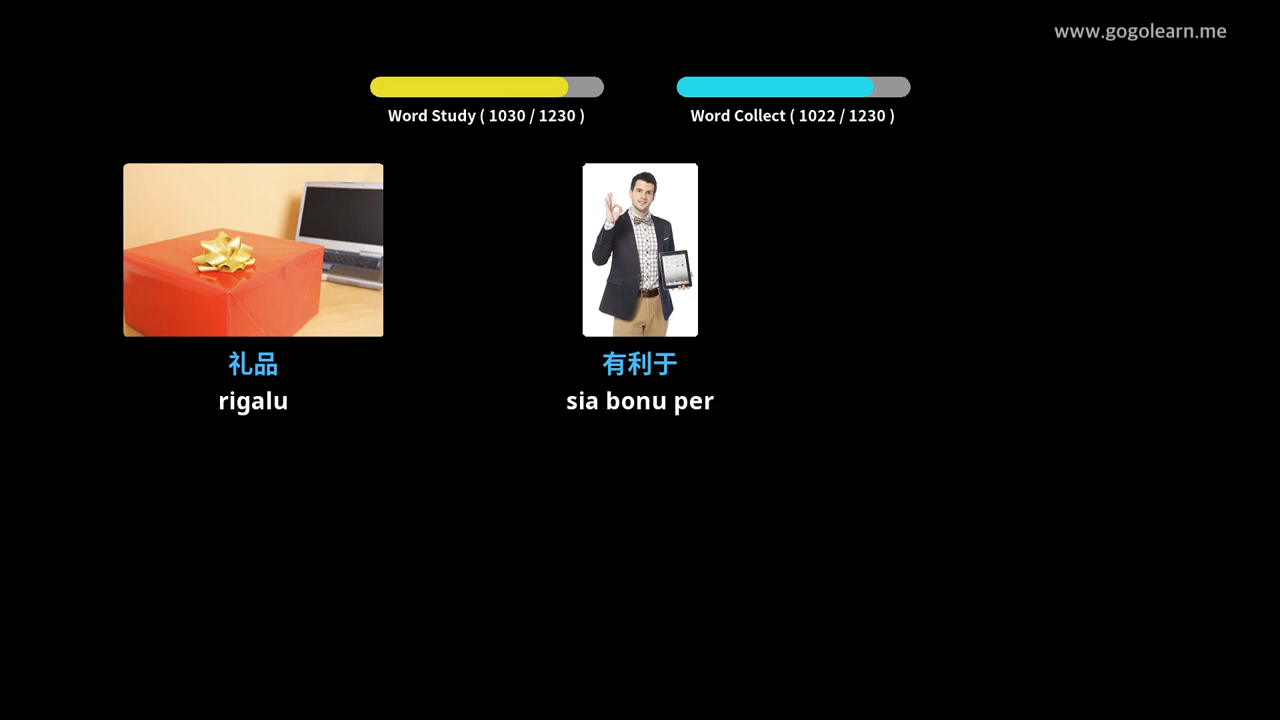 www.gogolearn.me
Word Study ( 1030 / 1230 )
Word Collect ( 1022 / 1230 )
礼品
rigalu
有利于
sia bonu per